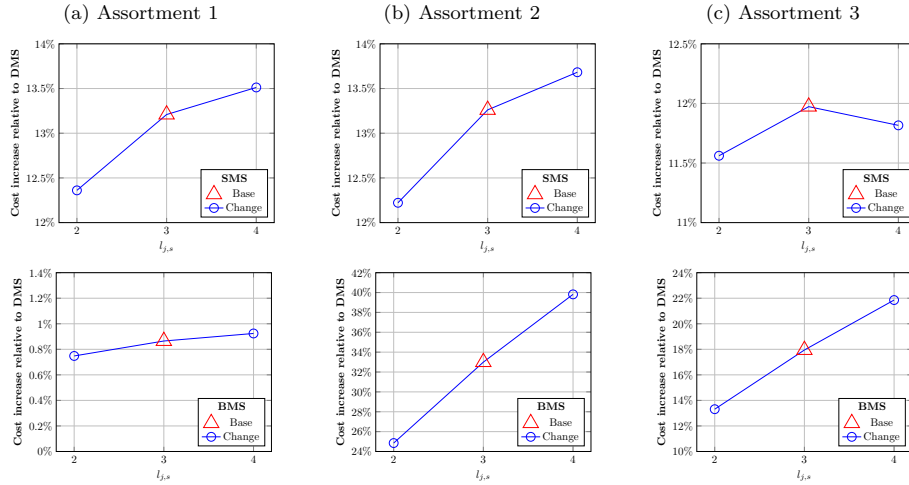 (a) Assortment 1
(b) Assortment 2
(c) Assortment 3
Cost increase relative to DMS
14%
13.5%
13%
12.5%
12%
2
3
4
l_{j,s}
SMS
Base
Change
Cost increase relative to DMS
14%
13.5%
13%
12.5%
12%
2
3
4
l_{j,s}
SMS
Base
Change
Cost increase relative to DMS
12.5%
12%
11.5%
11%
2
3
4
l_{j,s}
SMS
Base
Change
Cost increase relative to DMS
1.4%
1.2%
1%
0.8%
0.6%
0.4%
0.2%
0%
2
3
4
l_{j,s}
BMS
Base
Change
Cost increase relative to DMS
40%
38%
36%
34%
32%
30%
28%
26%
24%
2
3
4
l_{j,s}
BMS
Base
Change
Cost increase relative to DMS
24%
22%
20%
18%
16%
14%
12%
10%
2
3
4
l_{j,s}
BMS
Base
Change